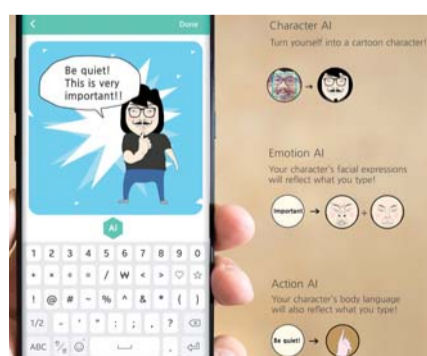 Done
Be quiet!
This is very
important!!
AI
1 2 3 4 5 6 7 8 9 0
+ × ÷ = / ₩ < > ♡ ☆
! @ # ~ % ^ & * ( )
1/2 - ' " : ; , ?
ABC .
Character AI
Turn yourself into a cartoon character!
Emotion AI
Your character's facial expressions
will reflect what you type!
important!
Action AI
Your character's body language
will also reflect what you type!
Be quiet!